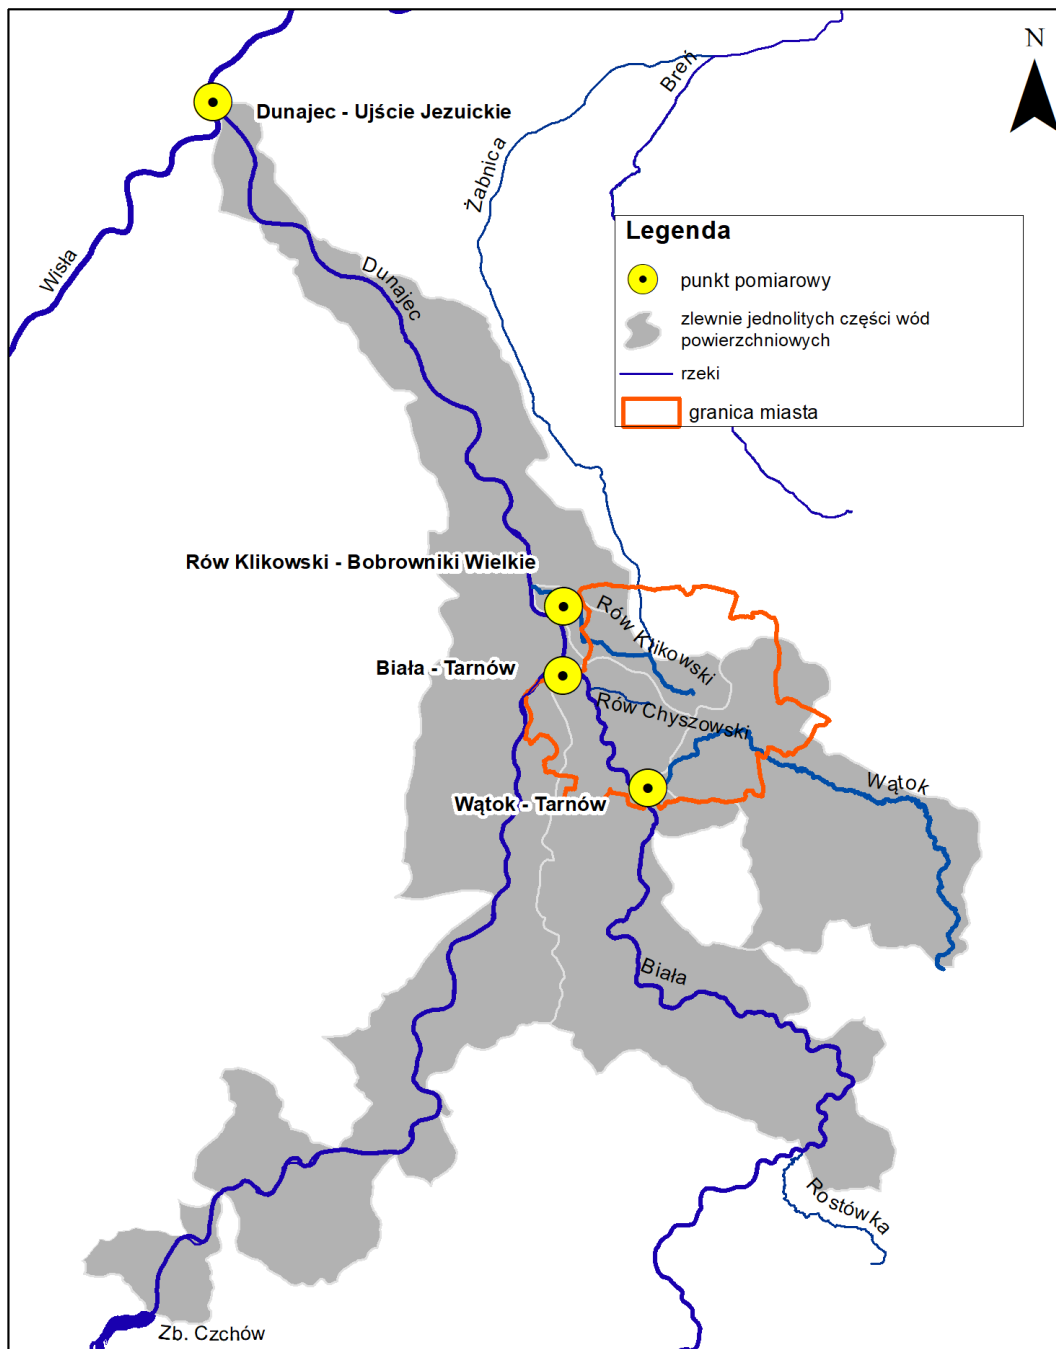 N
Breń
Dunajec - Ujście Jezuickie
Żabnica
Wisła
Dunajec
Legenda
punkt pomiarowy
zlewnie jednolitych części wód
powierzchniowych
rzeki
granica miasta
Rów Klikowski - Bobrowniki Wielkie
Rów Klikowski
Biała - Tarnów
Rów Chyszowski
Wątok
Wątok - Tarnów
Biała
Rostówka
Zb. Czchów